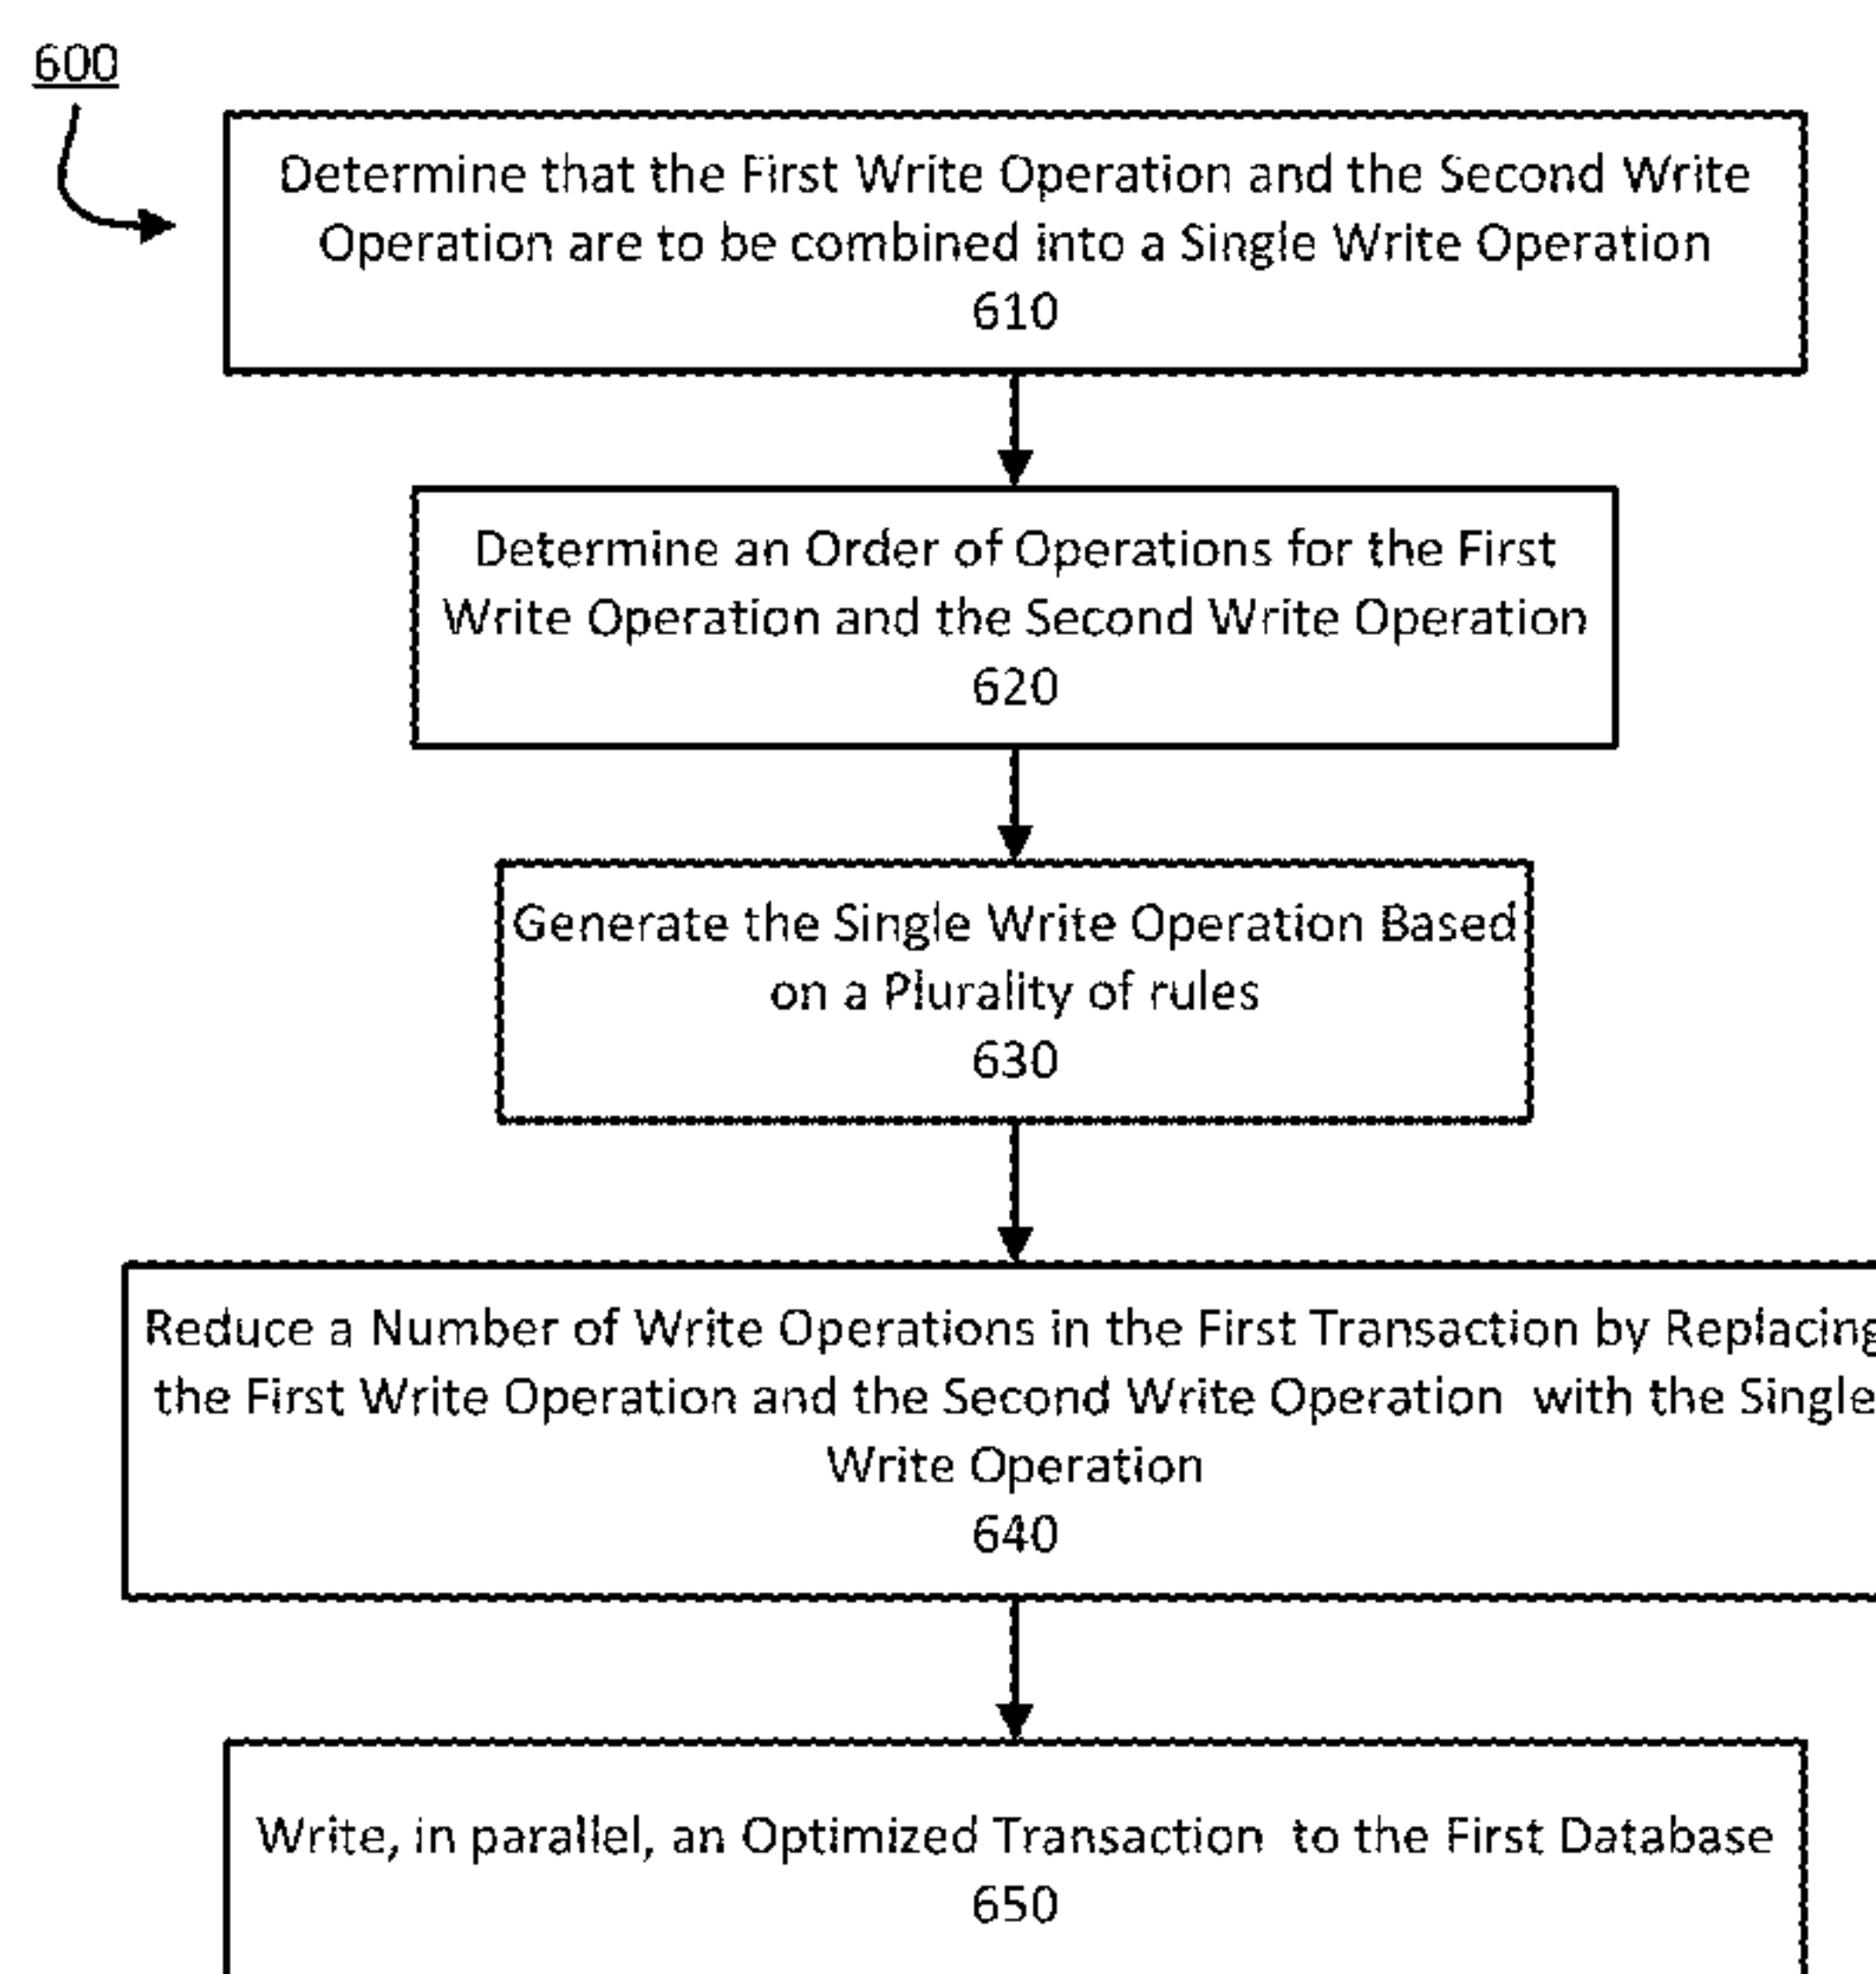 600
Determine that the First Write Operation and the Second Write
Operation are to be combined into a Single Write Operation
610
Determine an Order of Operations for the First
Write Operation and the Second Write Operation
620
Generate the Single Write Operation Based
on a Plurality of rules
630
Reduce a Number of Write Operations in the First Transaction by Replacing
the First Write Operation and the Second Write Operation with the Single
Write Operation
640
Write, in parallel, an Optimized Transaction to the First Database
650